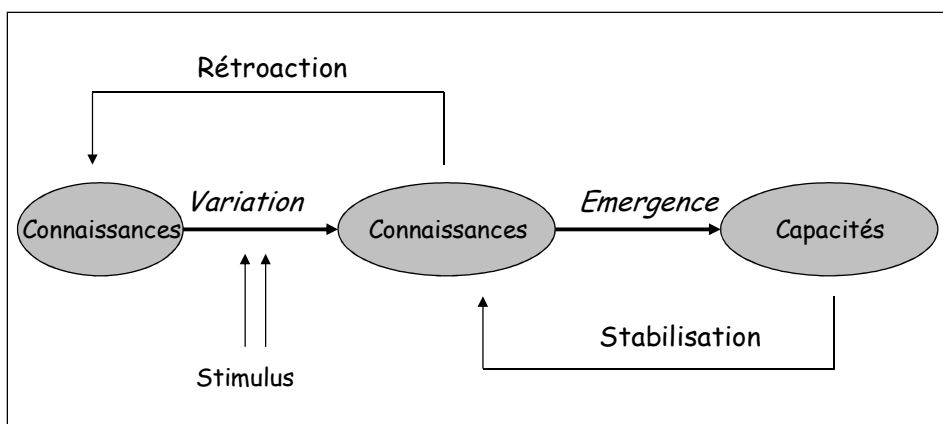 Rétroaction
Variation
Emergence
Connaissances
Connaissances
Capacités
Stabilisation
Stimulus